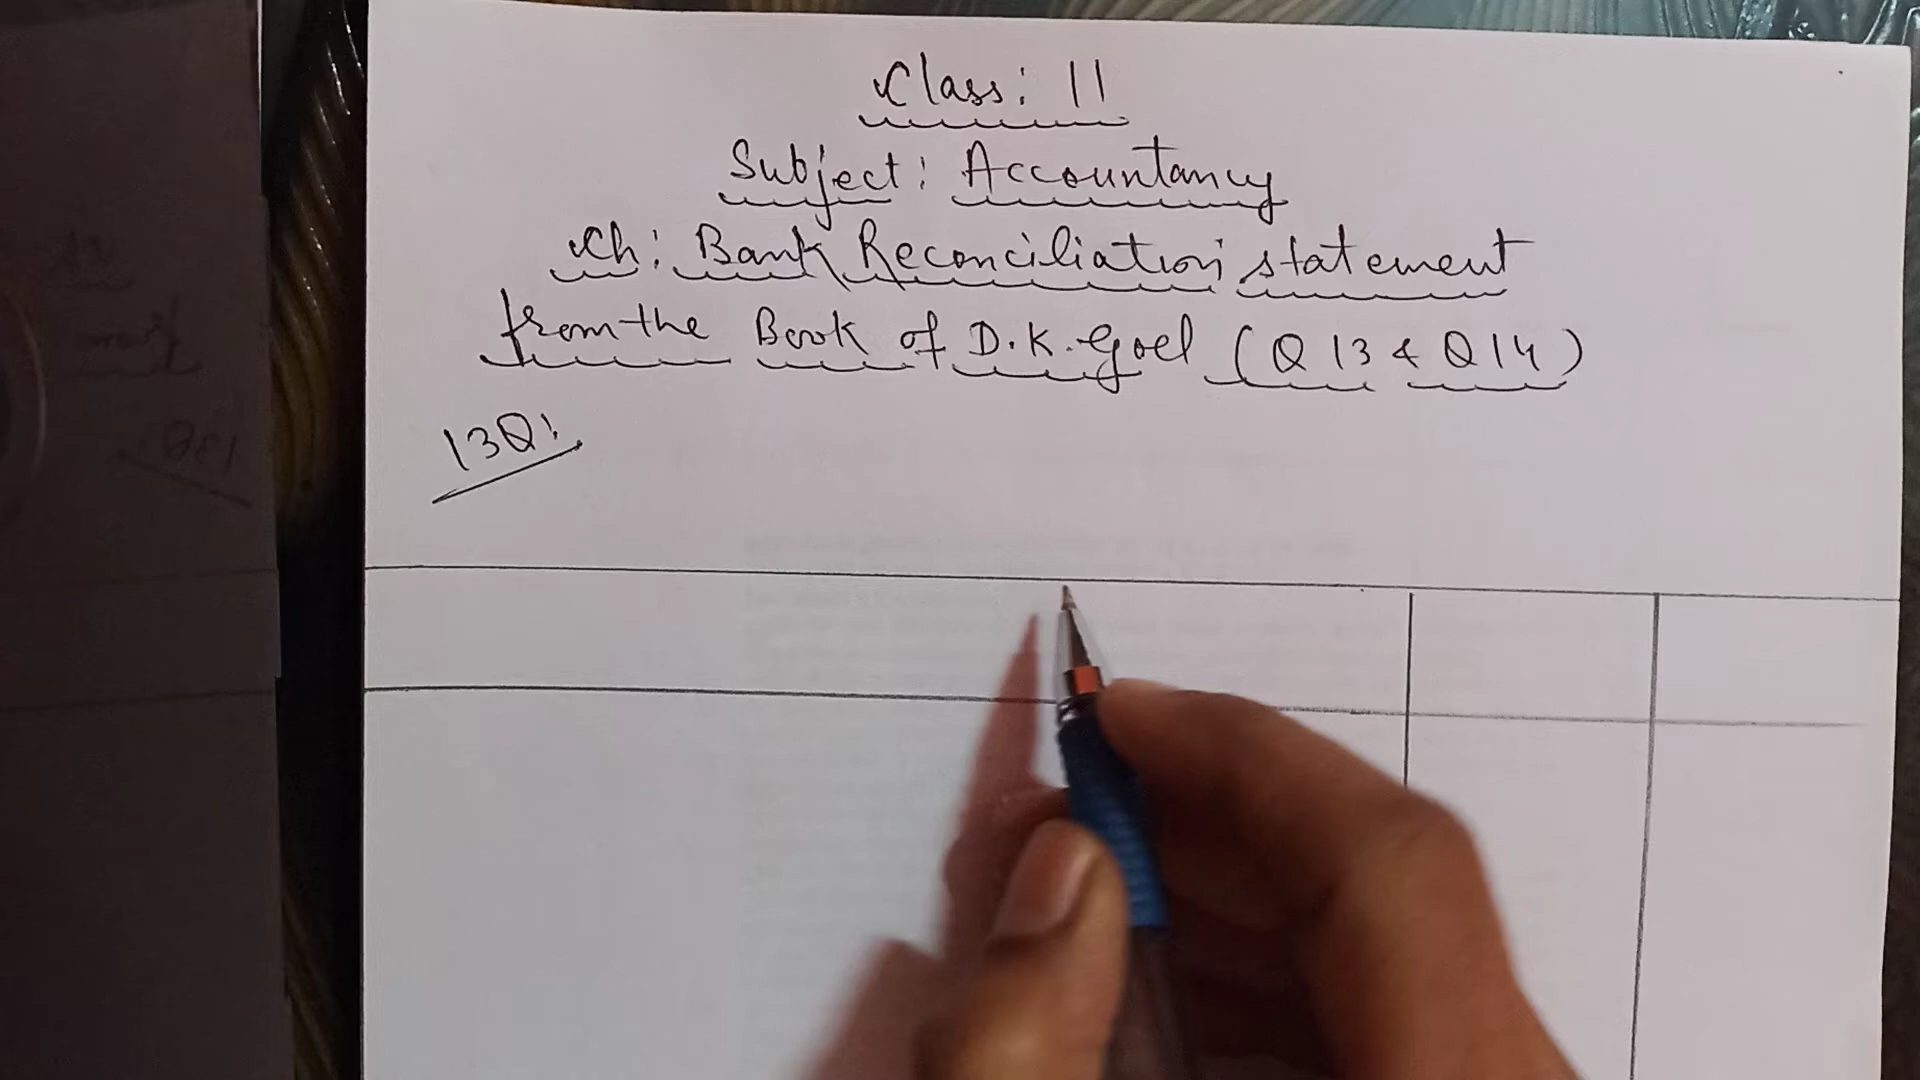 Class: 11
Subject: Accountancy
Ch: Bank Reconciliation statement
from the Book of D.K. Goel (Q 13 & Q 14)
13Q: